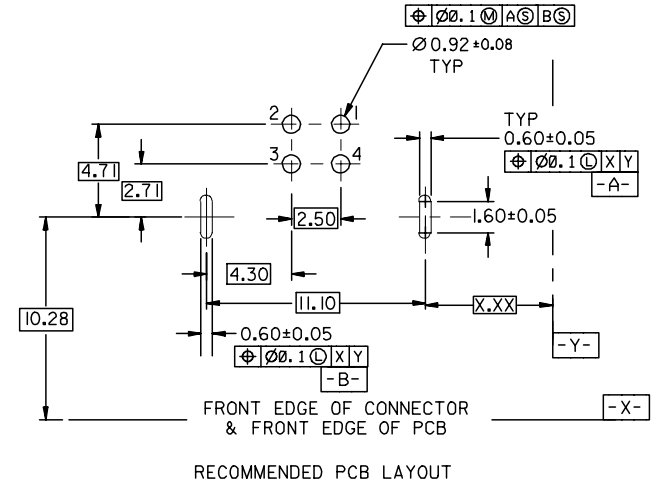 ⌖ Ø0.1 Ⓜ A Ⓢ B Ⓢ
Ø 0.92 ±0.08
TYP
2 1
3 4
TYP
0.60±0.05
⌖ Ø0.1 Ⓛ X Y
-A-
4.71
2.71
2.50
1.60±0.05
4.30
11.10
X.XX
10.28
0.60±0.05
⌖ Ø0.1 Ⓛ X Y
-B-
-Y-
FRONT EDGE OF CONNECTOR
& FRONT EDGE OF PCB
-X-
RECOMMENDED PCB LAYOUT